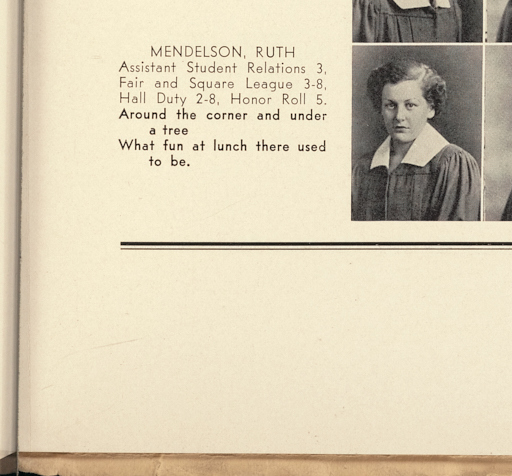 MENDELSON, RUTH
Assistant Student Relations 3,
Fair and Square League 3-8,
Hall Duty 2-8, Honor Roll 5.
Around the corner and under
a tree
What fun at lunch there used
to be.